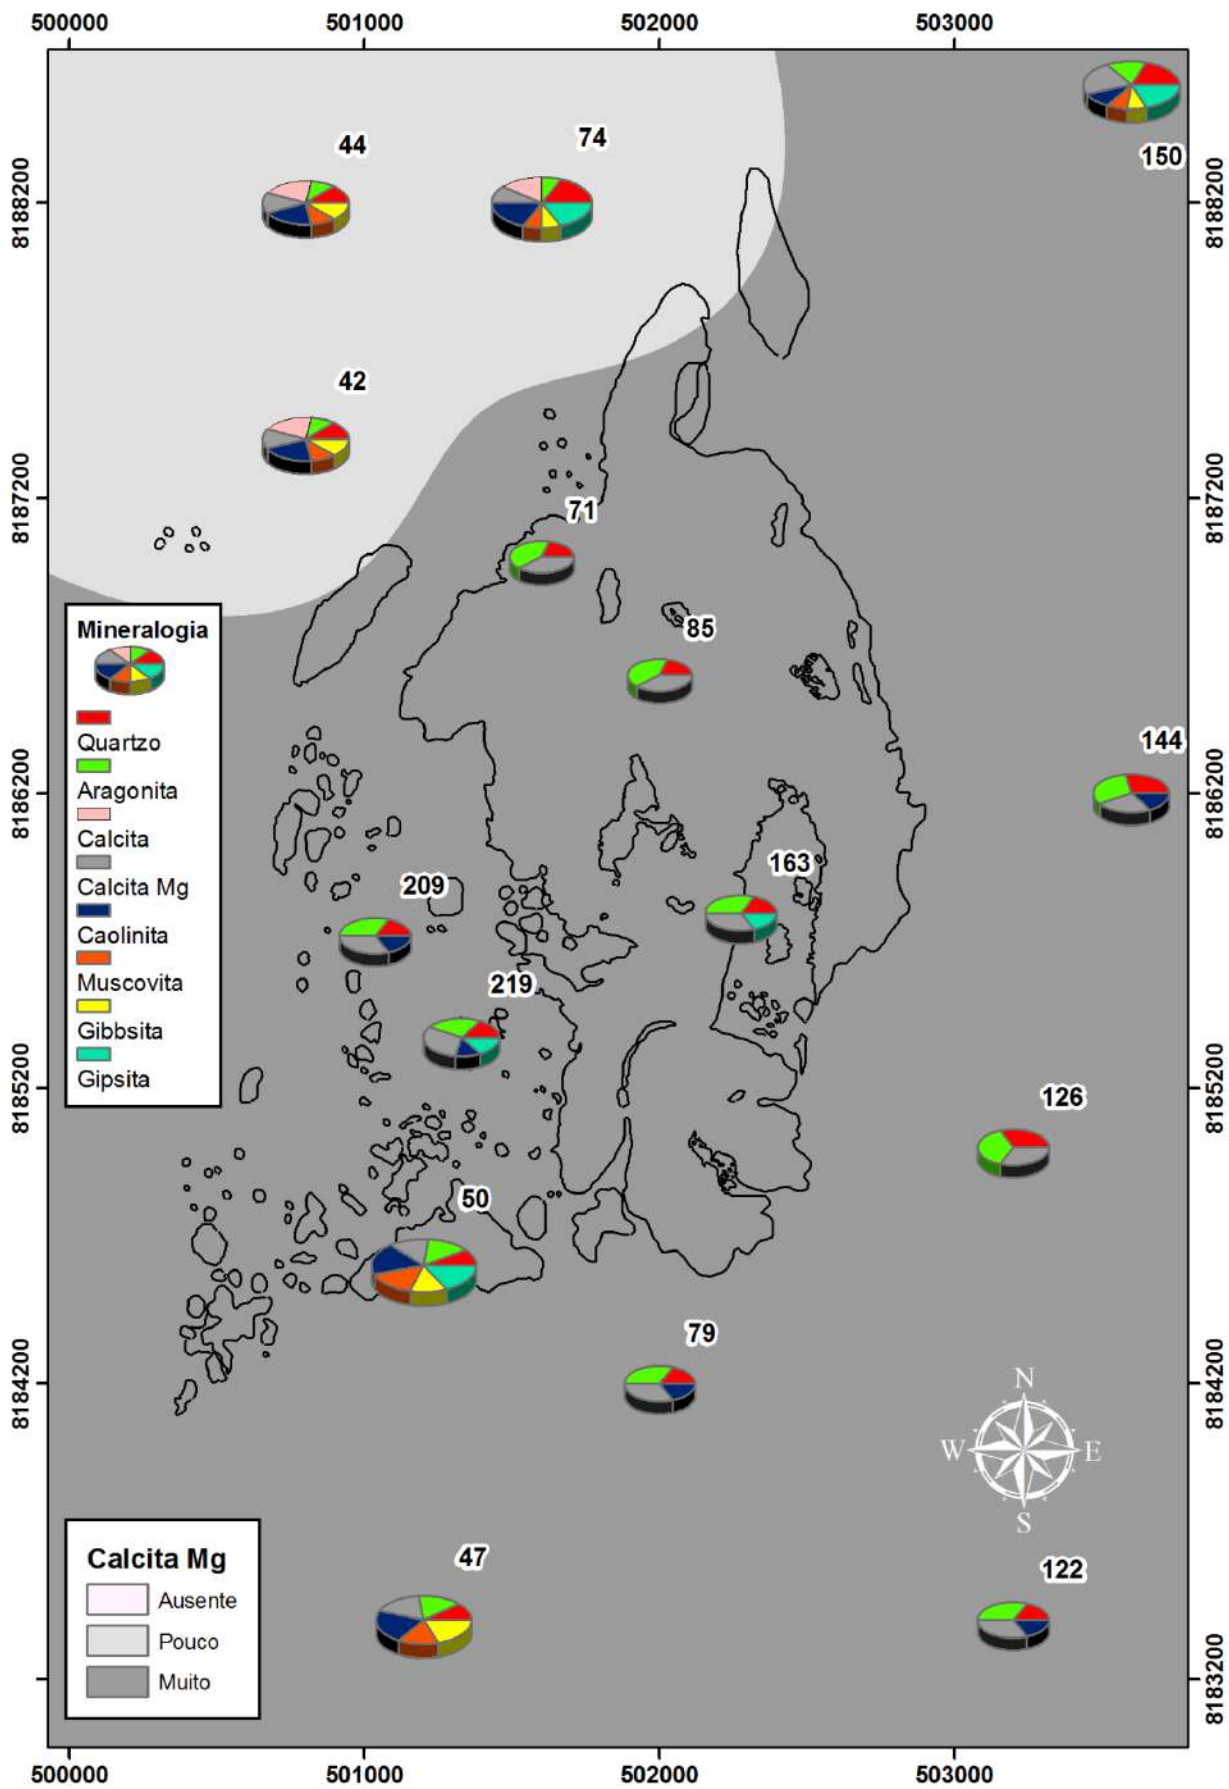 500000 501000 502000 503000
150
44
74
8188200
8188200
42
8187200
8187200
71
Mineralogia
Quartzo
Aragonita
Calcita
Calcita Mg
Caolinita
Muscovita
Gibbsita
Gipsita
85
144
8186200
8186200
163
209
219
8185200
8185200
126
50
79
8184200
8184200
N
W E
S
47
122
Calcita Mg
Ausente
Pouco
Muito
8183200
8183200
500000 501000 502000 503000